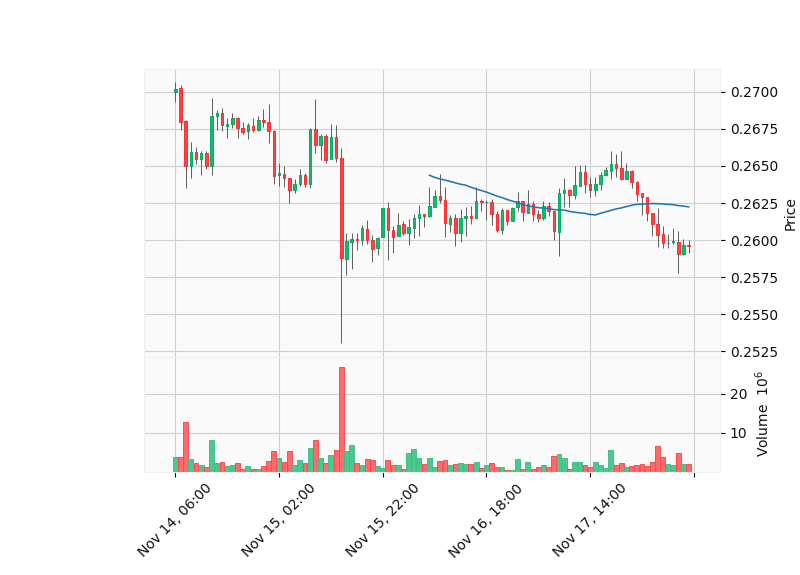 0.2700
0.2675
0.2650
0.2625
0.2600
0.2575
0.2550
0.2525
Price
20
10
Volume 10^6
Nov 14, 06:00
Nov 15, 02:00
Nov 15, 22:00
Nov 16, 18:00
Nov 17, 14:00